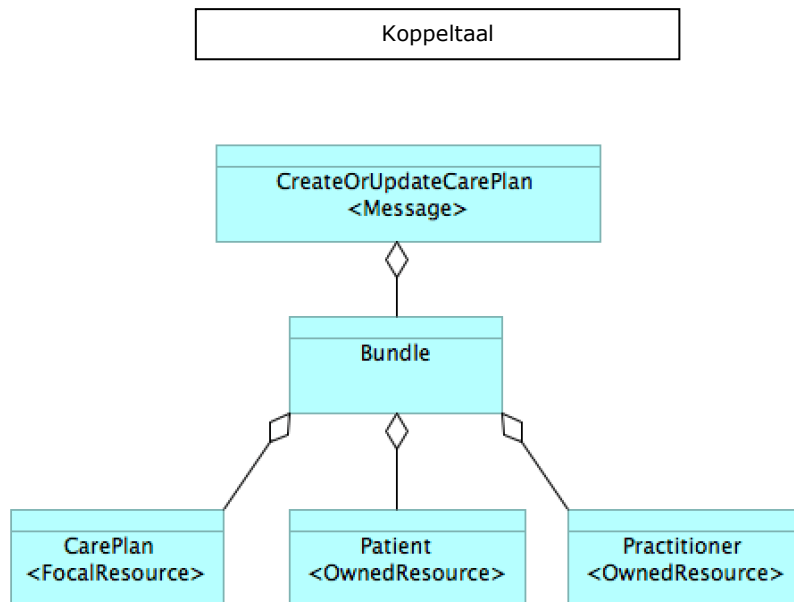 Koppeltaal
CreateOrUpdateCarePlan
<Message>
Bundle
CarePlan
<FocalResource>
Patient
<OwnedResource>
Practitioner
<OwnedResource>